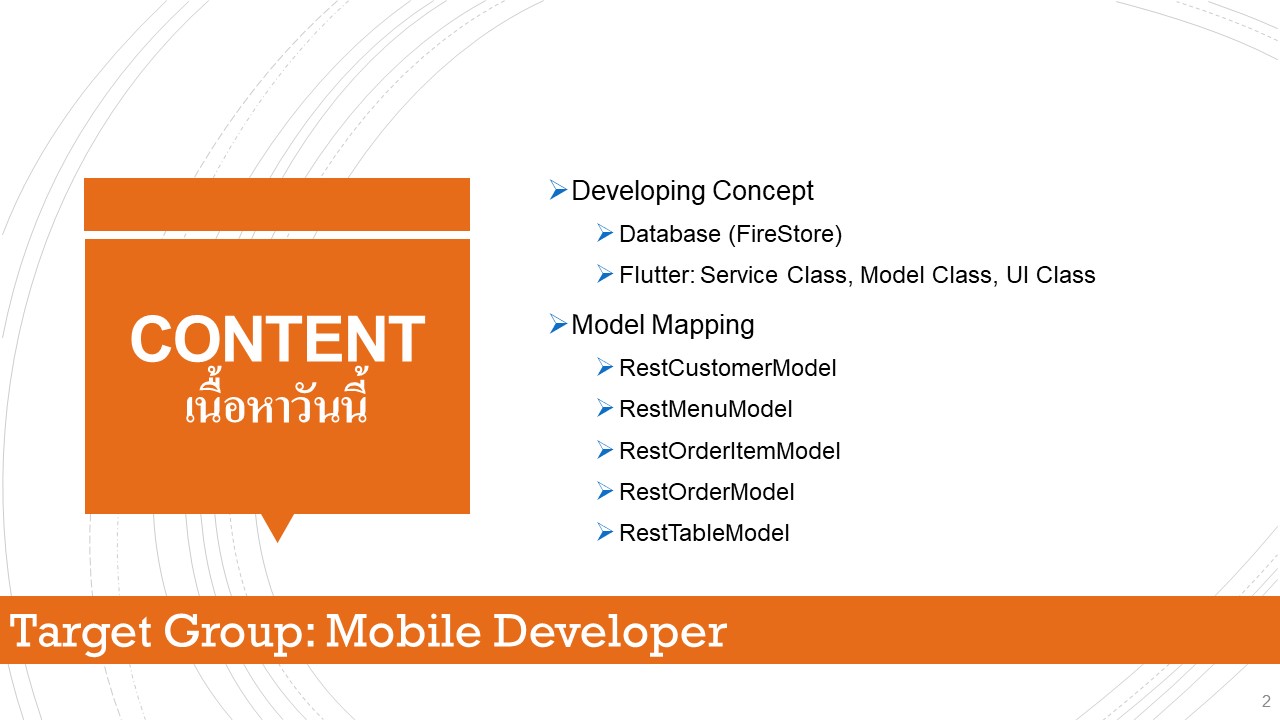 CONTENT
เนื้อหาวันนี้
Developing Concept
Database (FireStore)
Flutter: Service Class, Model Class, UI Class
Model Mapping
RestCustomerModel
RestMenuModel
RestOrderItemModel
RestOrderModel
RestTableModel
Target Group: Mobile Developer
2